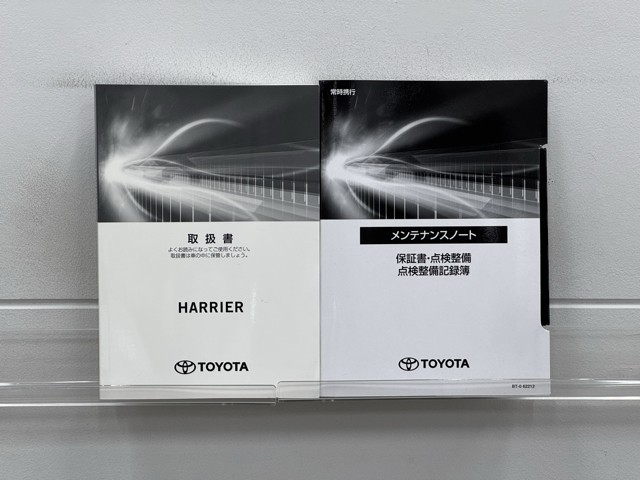 取扱書
よくお読みになってご使用ください。
取扱書は車の中に保管しましょう。
HARRIER
TOYOTA
常時携行
メンテナンスノート
保証書・点検整備
点検整備記録簿
TOYOTA